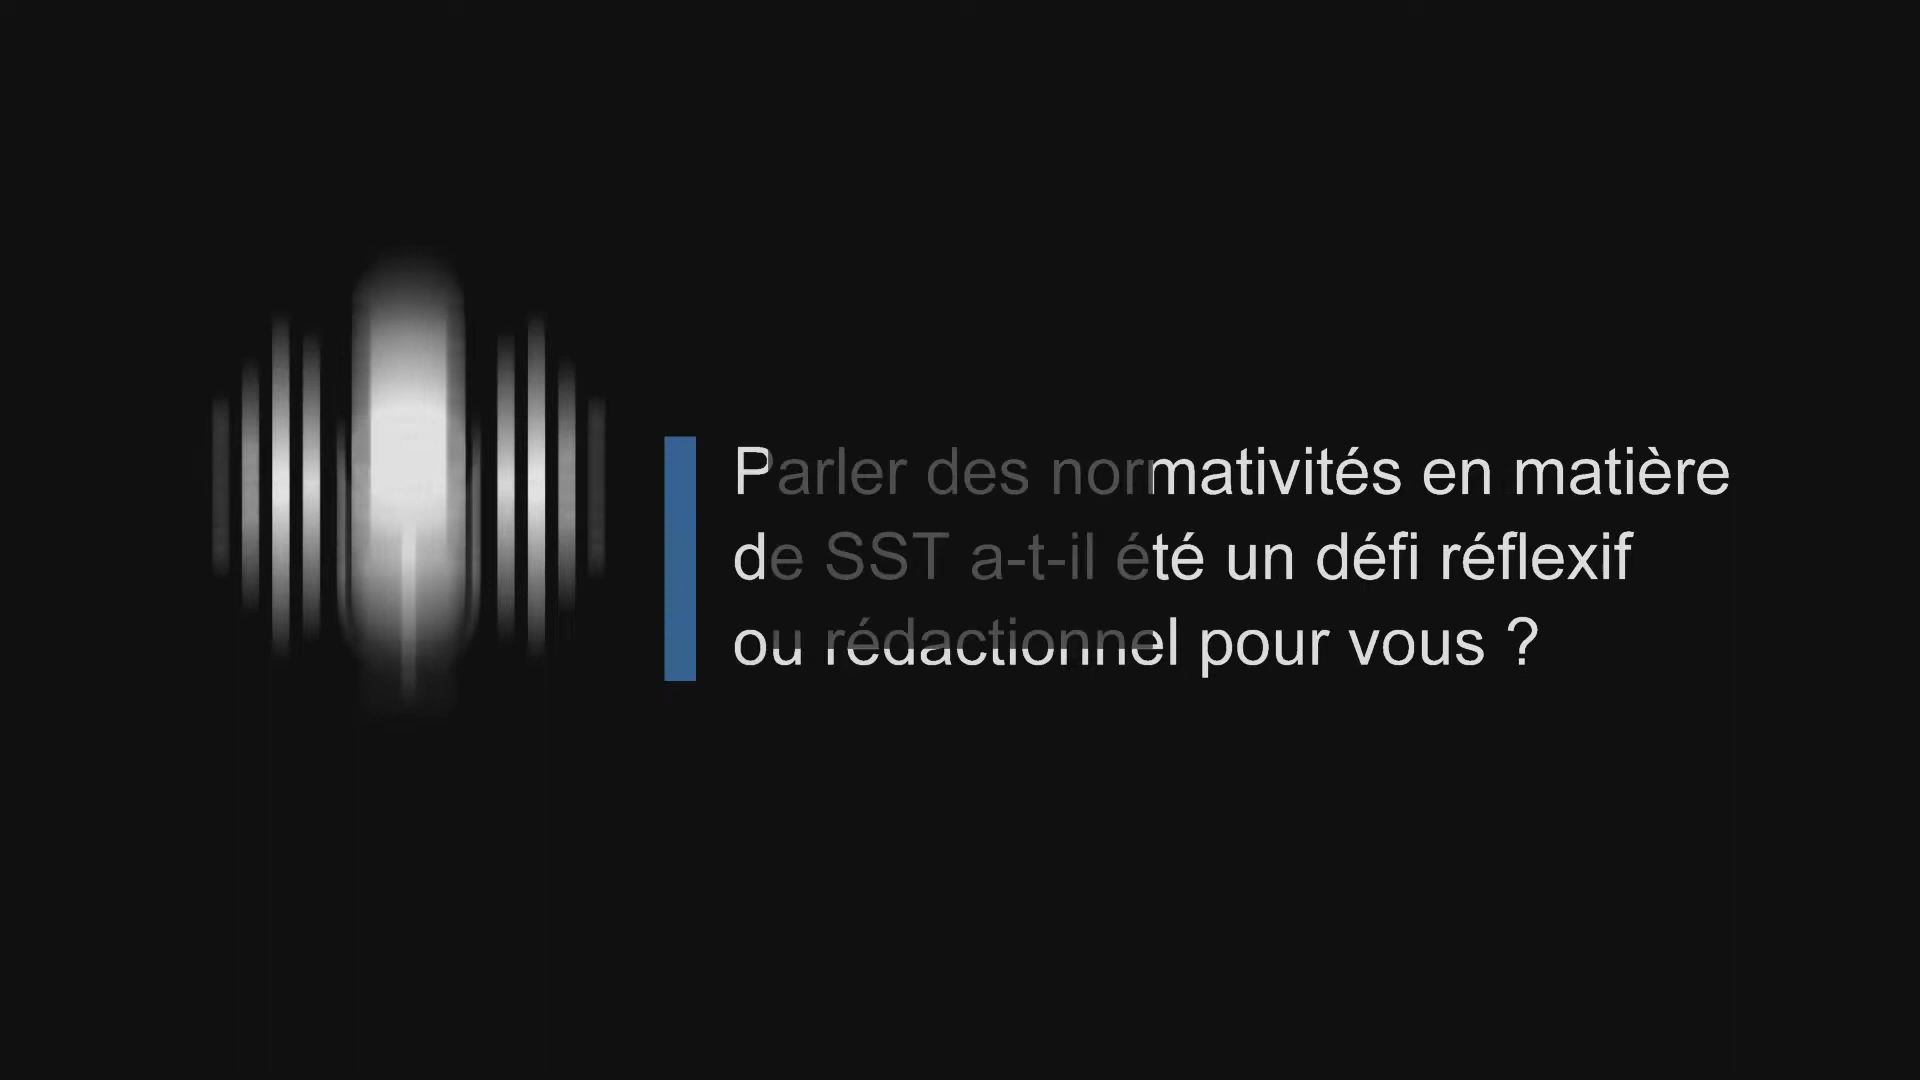 Parler des normativités en matière
de SST a-t-il été un défi réflexif
ou rédactionnel pour vous ?